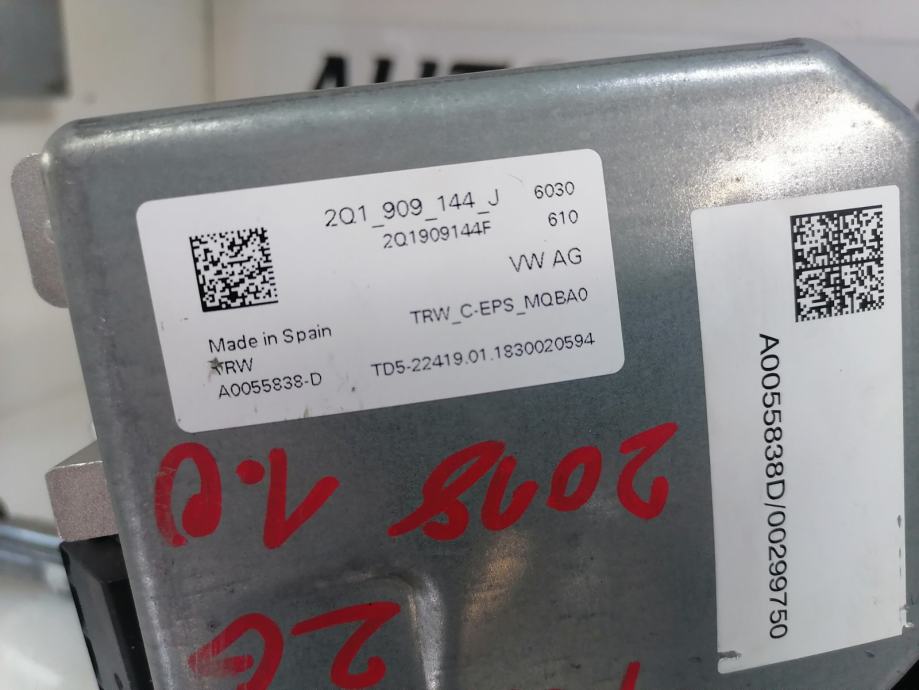 2Q1_909_144_J 6030
2Q1909144F 610
VW AG
TRW_C-EPS_MQBA0
Made in Spain
TRW
A0055838-D
TD5-22419.01.1830020594
A0055838D/00299750
2018 1.0